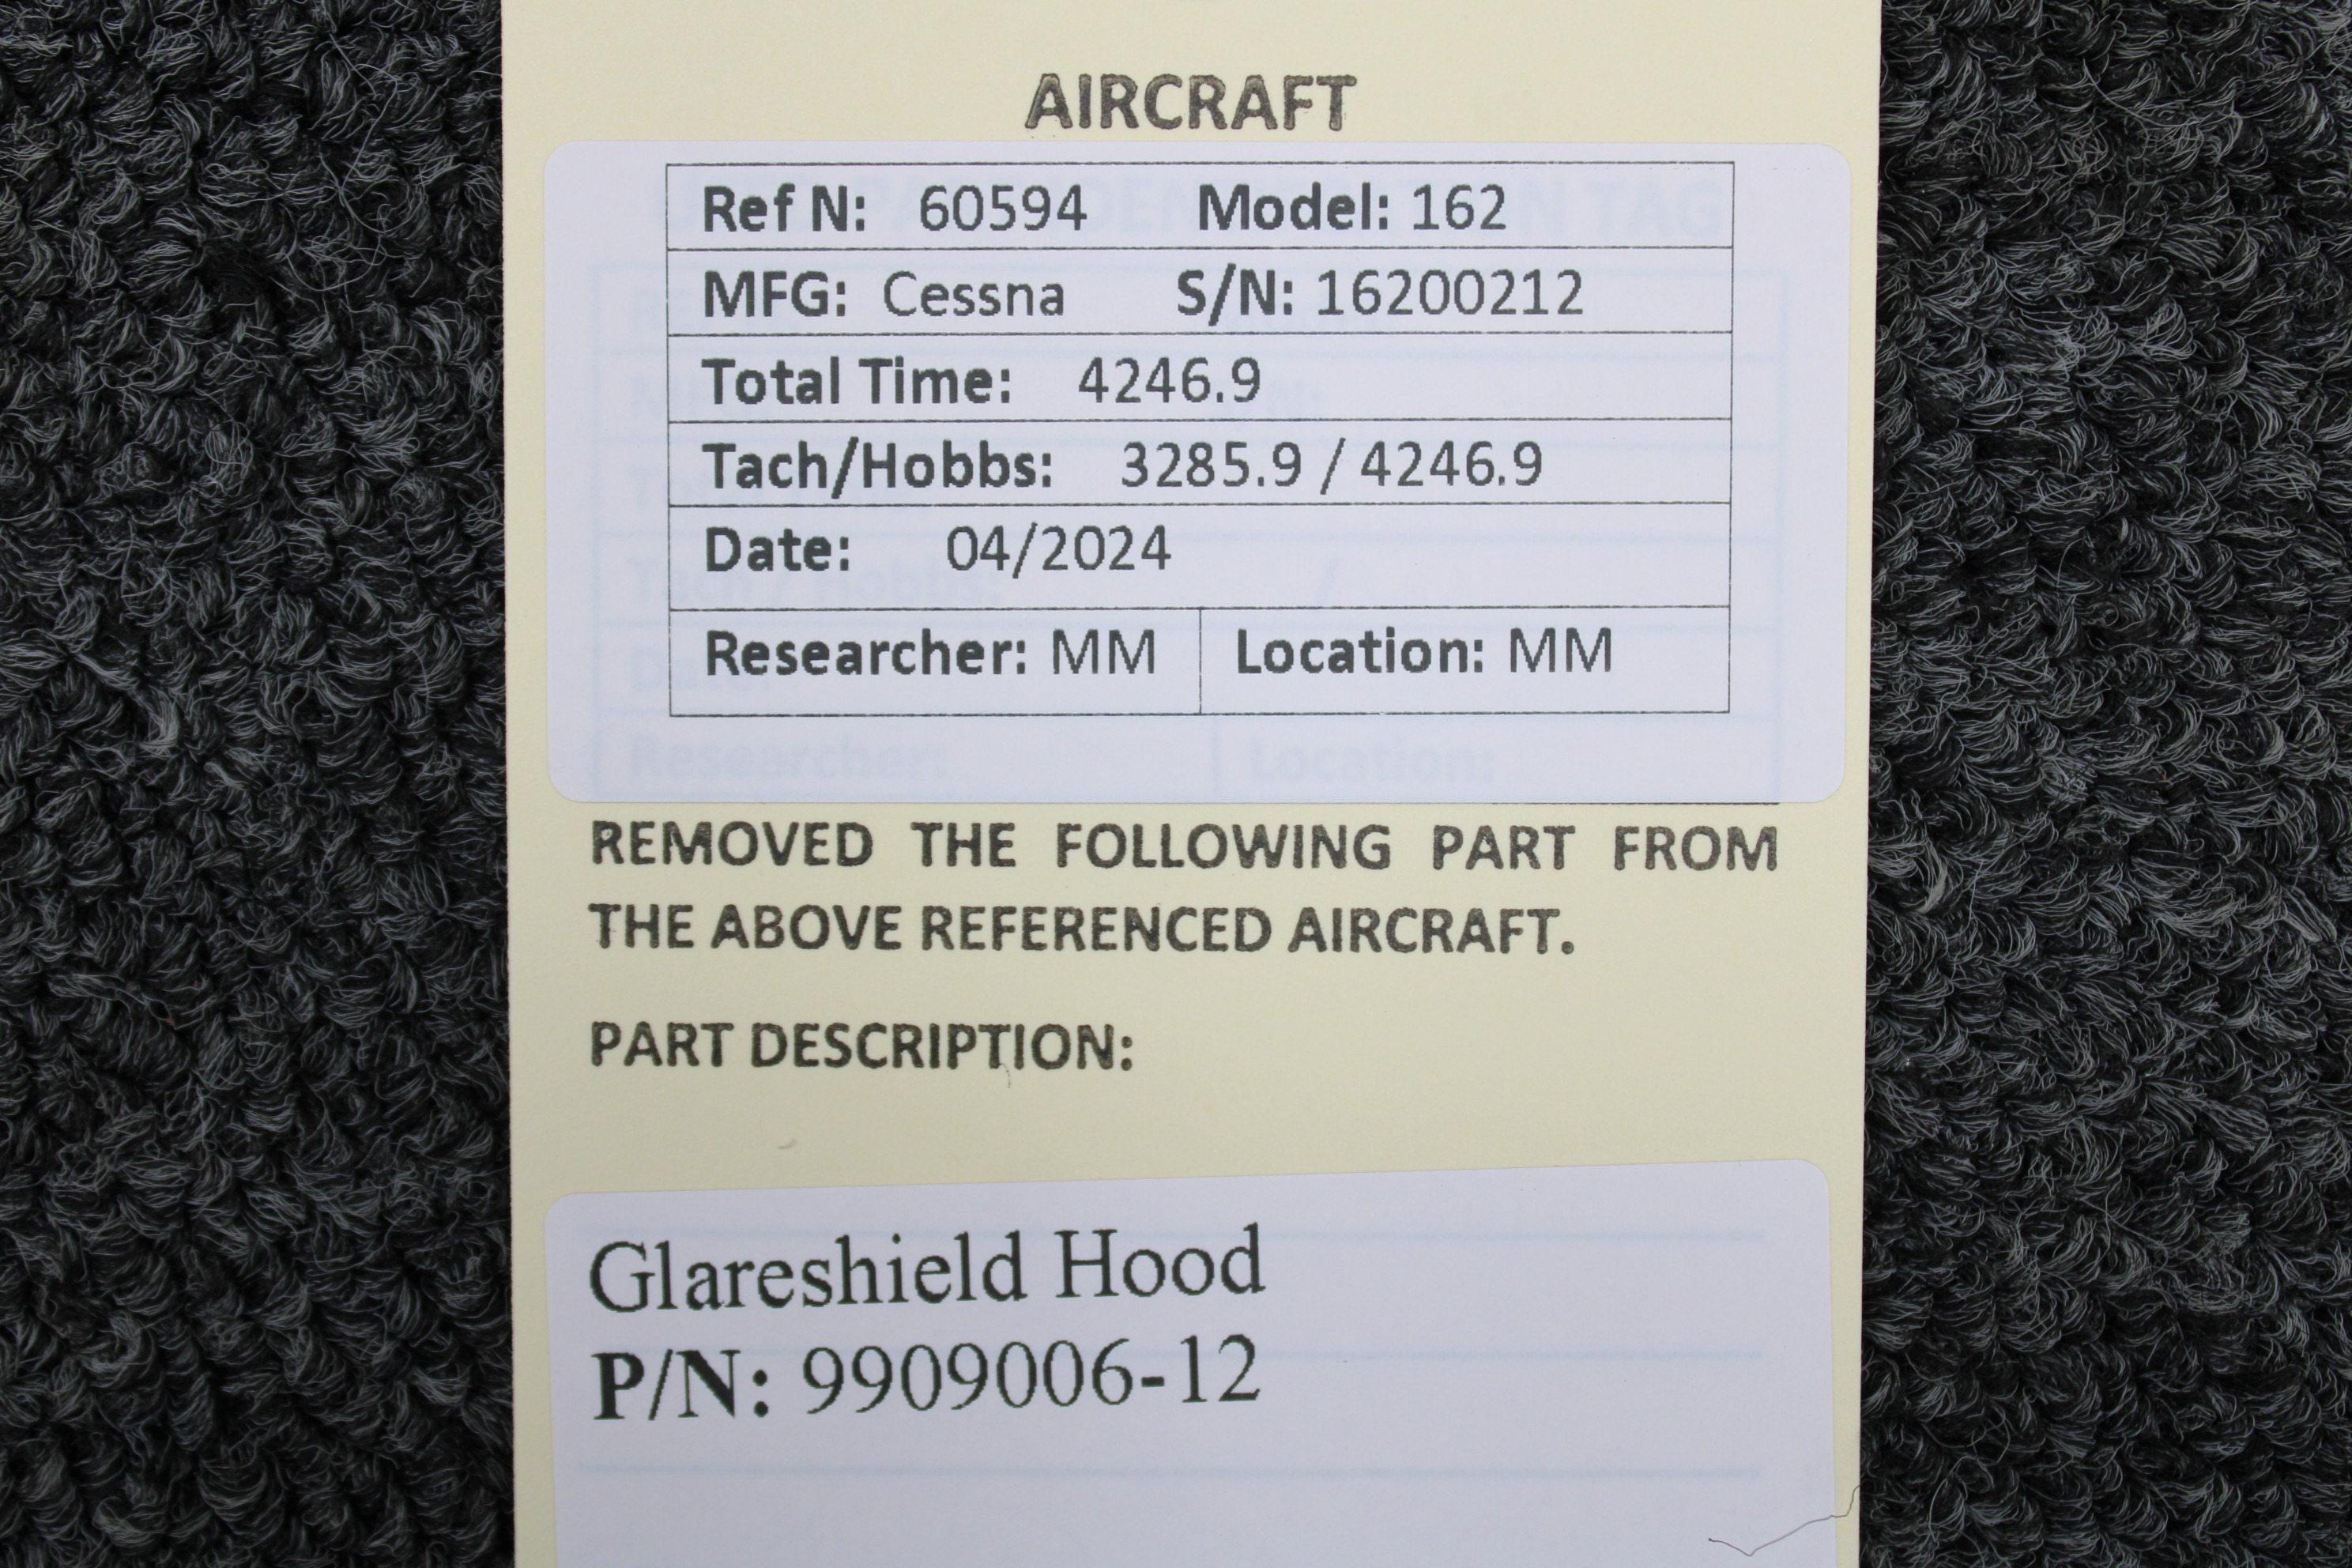 AIRCRAFT
Ref N: 60594 Model: 162
MFG: Cessna S/N: 16200212
Total Time: 4246.9
Tach/Hobbs: 3285.9 / 4246.9
Date: 04/2024
Researcher: MM Location: MM
REMOVED THE FOLLOWING PART FROM
THE ABOVE REFERENCED AIRCRAFT.
PART DESCRIPTION:
Glareshield Hood
P/N: 9909006-12